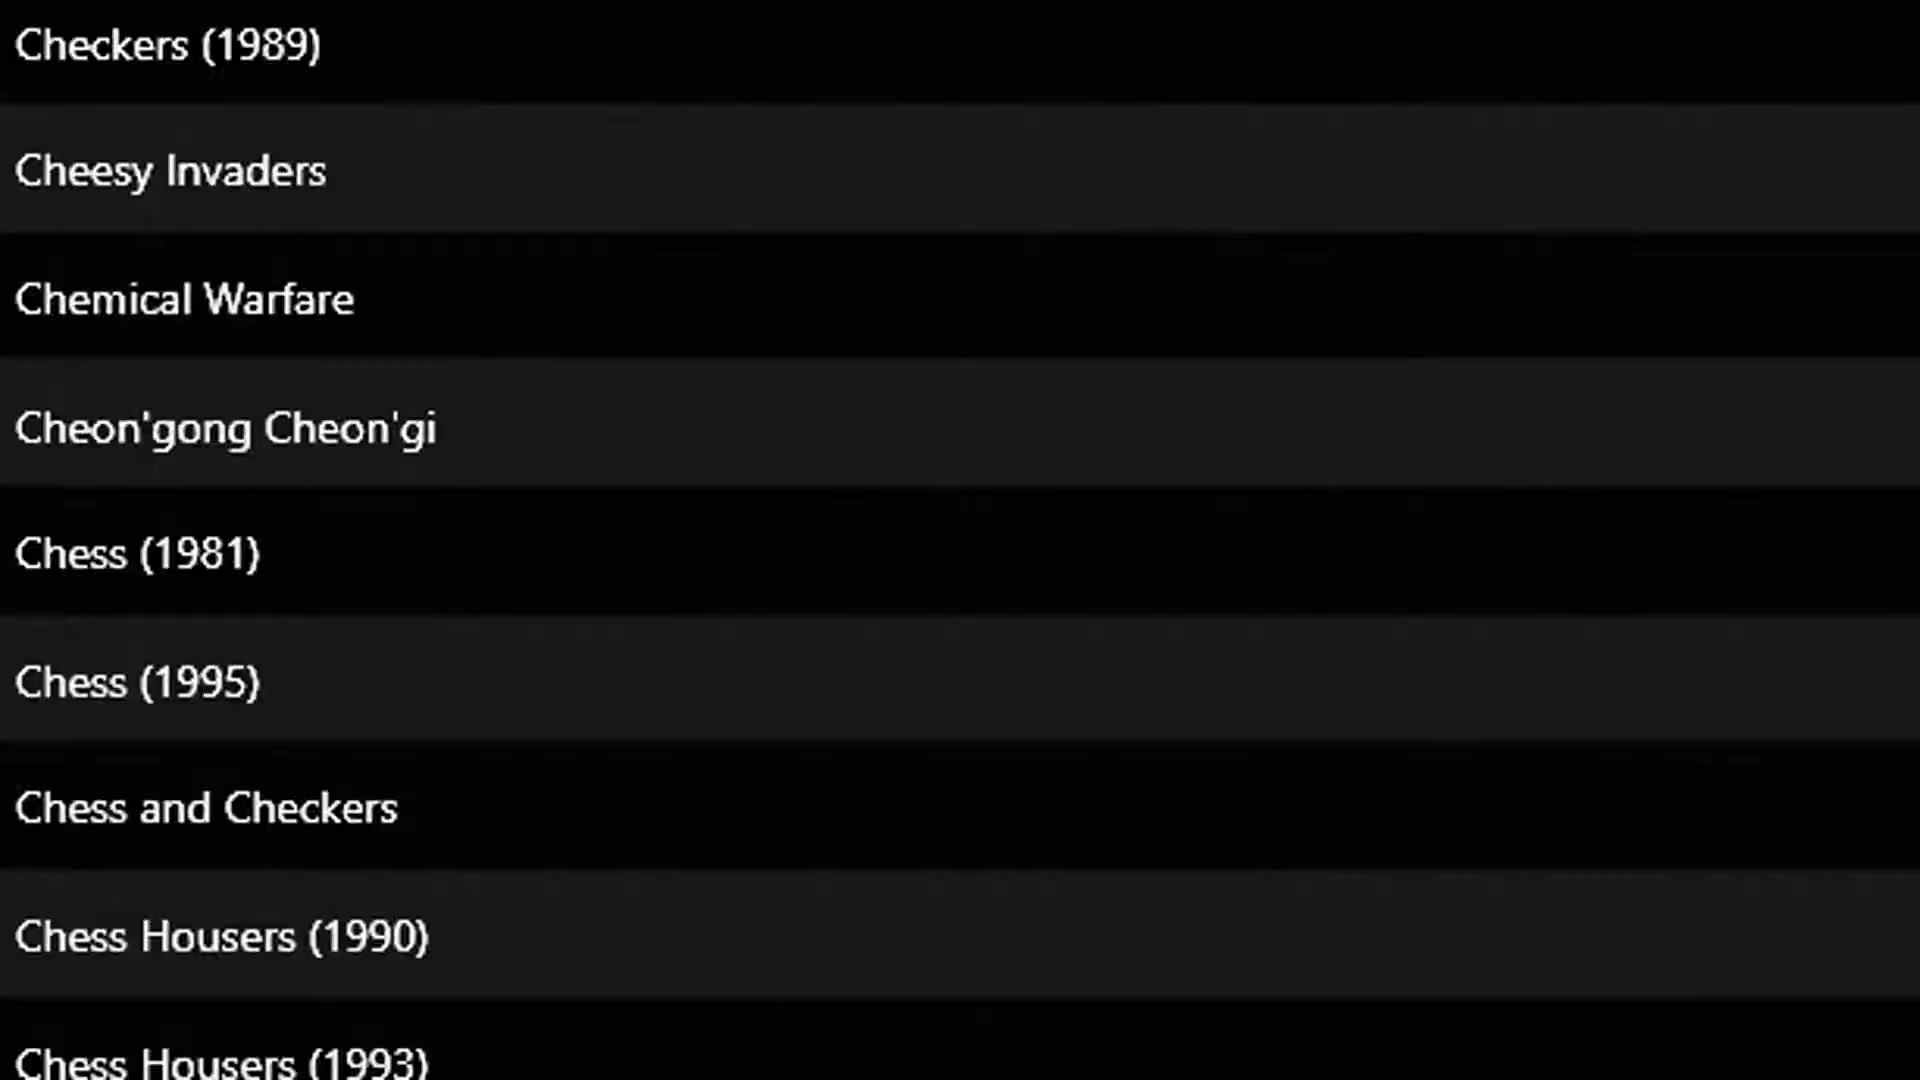 Checkers (1989)
Cheesy Invaders
Chemical Warfare
Cheon'gong Cheon'gi
Chess (1981)
Chess (1995)
Chess and Checkers
Chess Housers (1990)
Chess Housers (1993)